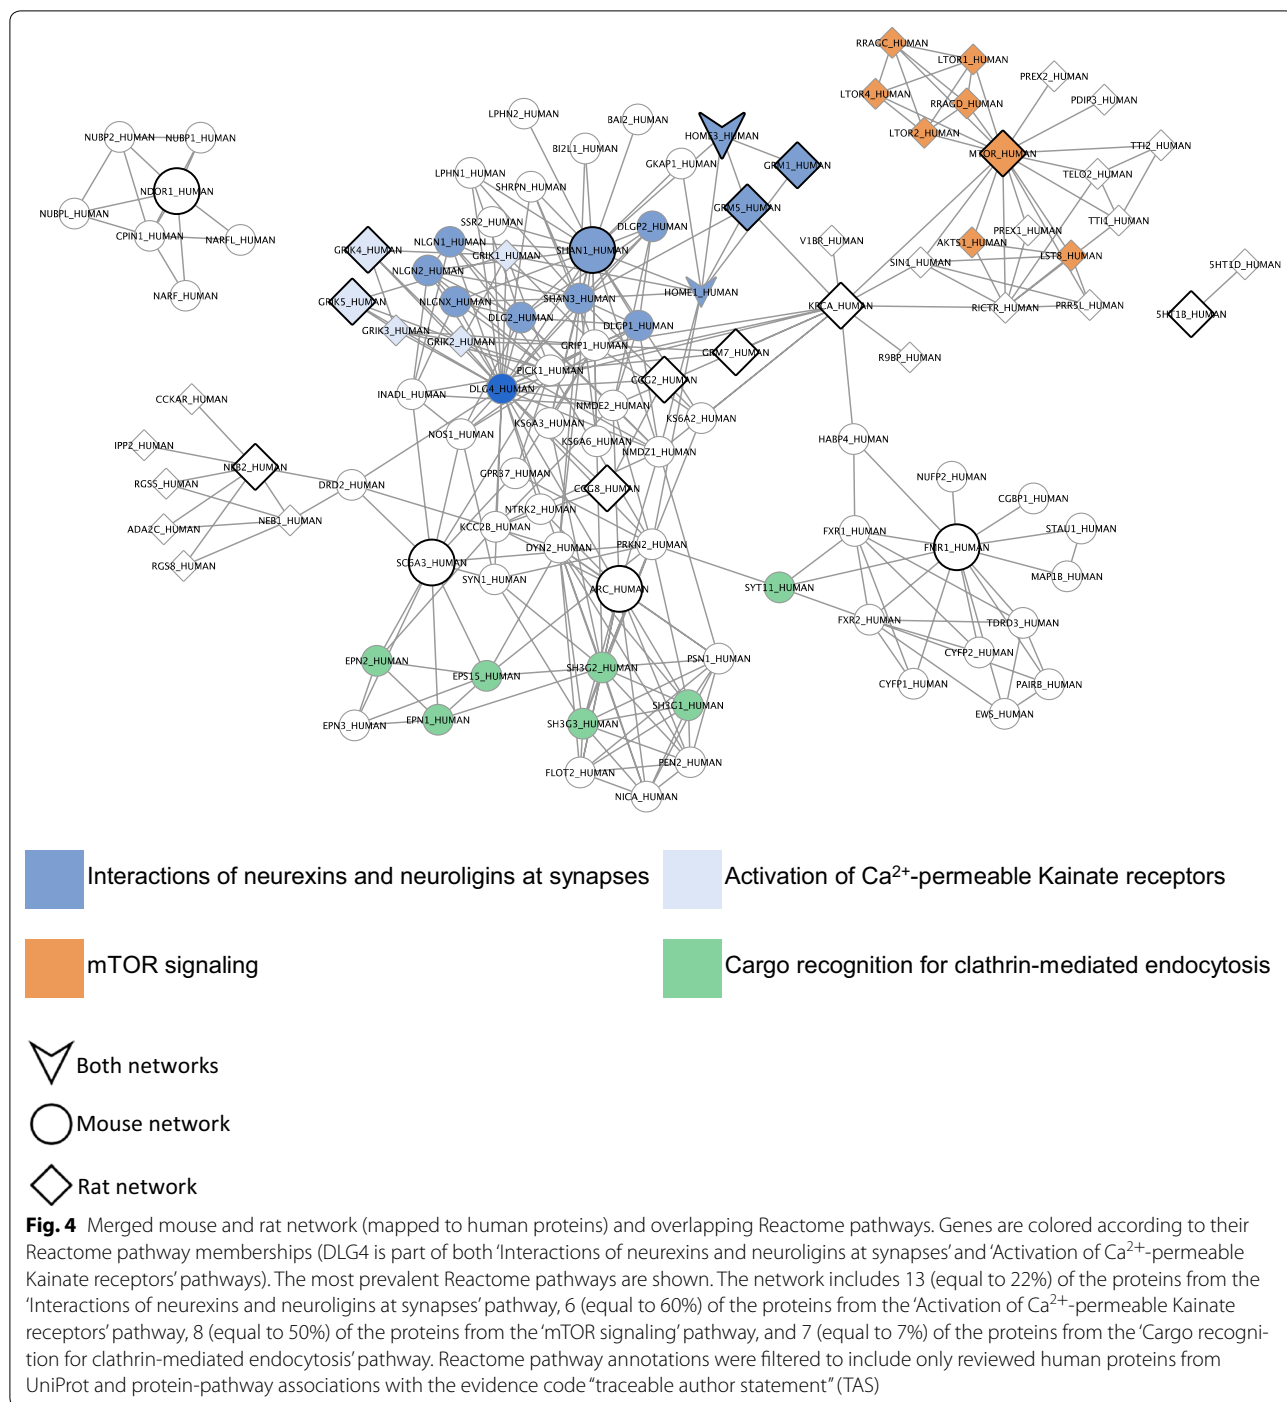 RRAGC_HUMAN
LTOR1_HUMAN
PREX2_HUMAN
LTOR4_HUMAN
RRAGD_HUMAN
PDIP3_HUMAN
LPHN2_HUMAN
BAI2_HUMAN
HOME3_HUMAN
LTOR2_HUMAN
NUBP2_HUMAN
NUBP1_HUMAN
BI2L1_HUMAN
GKAP1_HUMAN
MTOR_HUMAN
TTI2_HUMAN
LPHN1_HUMAN
GRM1_HUMAN
TELO2_HUMAN
NDOR1_HUMAN
SHRPN_HUMAN
GRM5_HUMAN
NUBPL_HUMAN
SSR2_HUMAN
DLGP2_HUMAN
TTI1_HUMAN
CPIN1_HUMAN
NARFL_HUMAN
GRIK4_HUMAN
NLGN1_HUMAN
GRIK1_HUMAN
SHAN1_HUMAN
V1BR_HUMAN
PREX1_HUMAN
AKTS1_HUMAN
LST8_HUMAN
NLGN2_HUMAN
SIN1_HUMAN
5HT1D_HUMAN
NARF_HUMAN
GRIK5_HUMAN
NLGNX_HUMAN
SHAN3_HUMAN
HOME1_HUMAN
KPCA_HUMAN
RICTR_HUMAN
PRR5L_HUMAN
5HT1B_HUMAN
GRIK3_HUMAN
DLG2_HUMAN
DLGP1_HUMAN
GRIK2_HUMAN
GRIP1_HUMAN
GRM7_HUMAN
R9BP_HUMAN
PICK1_HUMAN
CCG2_HUMAN
CCKAR_HUMAN
INADL_HUMAN
DLG4_HUMAN
NMDE2_HUMAN
KS6A2_HUMAN
IPP2_HUMAN
NOS1_HUMAN
KS6A3_HUMAN
KS6A6_HUMAN
NMDZ1_HUMAN
HABP4_HUMAN
NEB2_HUMAN
RGS5_HUMAN
DRD2_HUMAN
GPR37_HUMAN
CCG8_HUMAN
NUFP2_HUMAN
CGBP1_HUMAN
ADA2C_HUMAN
NEB1_HUMAN
KCC2B_HUMAN
NTRK2_HUMAN
FXR1_HUMAN
STAU1_HUMAN
RGS8_HUMAN
SC6A3_HUMAN
DYN2_HUMAN
PRKN2_HUMAN
FMR1_HUMAN
SYN1_HUMAN
ARC_HUMAN
SYT11_HUMAN
MAP1B_HUMAN
FXR2_HUMAN
TDRD3_HUMAN
EPN2_HUMAN
EPS15_HUMAN
SH3G2_HUMAN
PSN1_HUMAN
CYFP2_HUMAN
CYFP1_HUMAN
PAIRB_HUMAN
EPN3_HUMAN
EPN1_HUMAN
SH3G3_HUMAN
SH3G1_HUMAN
EWS_HUMAN
FLOT2_HUMAN
PEN2_HUMAN
NICA_HUMAN
Interactions of neurexins and neuroligins at synapses
Activation of Ca2+-permeable Kainate receptors
mTOR signaling
Cargo recognition for clathrin-mediated endocytosis
Both networks
Mouse network
Rat network
Fig. 4 Merged mouse and rat network (mapped to human proteins) and overlapping Reactome pathways. Genes are colored according to their
Reactome pathway memberships (DLG4 is part of both ‘Interactions of neurexins and neuroligins at synapses’ and ‘Activation of Ca2+-permeable
Kainate receptors’ pathways). The most prevalent Reactome pathways are shown. The network includes 13 (equal to 22%) of the proteins from the
‘Interactions of neurexins and neuroligins at synapses’ pathway, 6 (equal to 60%) of the proteins from the ‘Activation of Ca2+-permeable Kainate
receptors’ pathway, 8 (equal to 50%) of the proteins from the ‘mTOR signaling’ pathway, and 7 (equal to 7%) of the proteins from the ‘Cargo recogni-
tion for clathrin-mediated endocytosis’ pathway. Reactome pathway annotations were filtered to include only reviewed human proteins from
UniProt and protein-pathway associations with the evidence code “traceable author statement” (TAS)